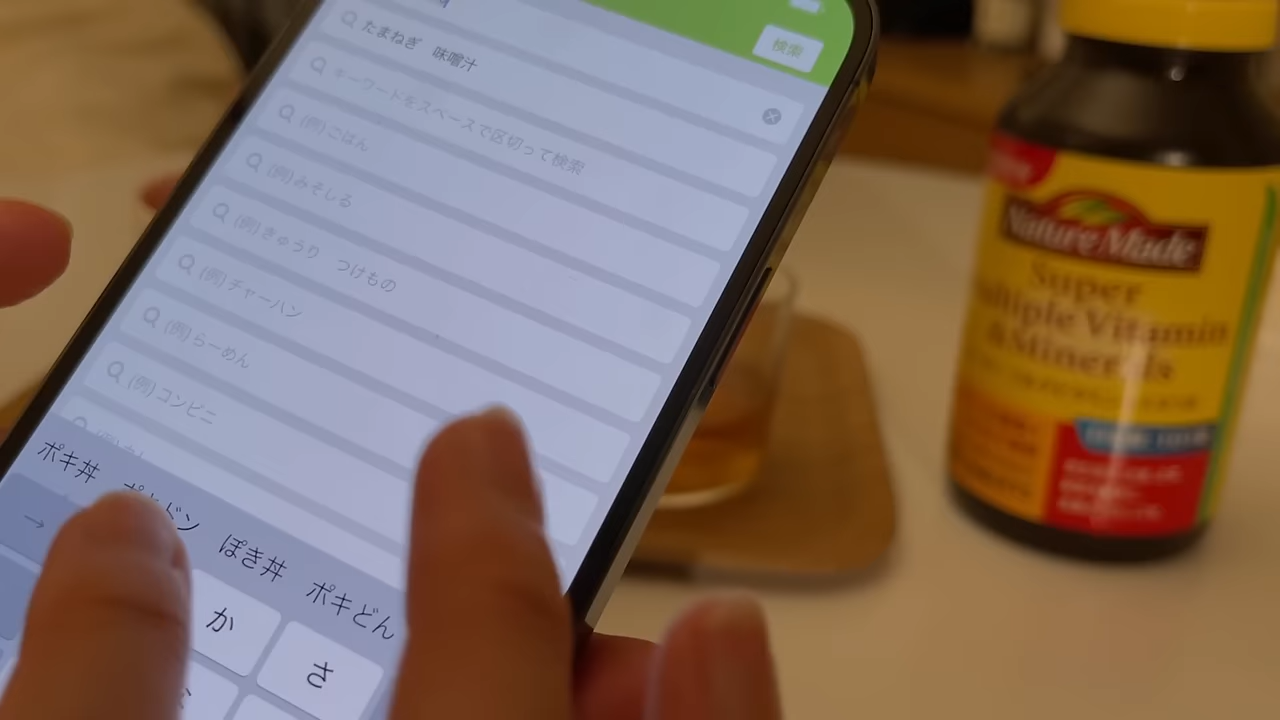 検索
たまねぎ 味噌汁
キーワードをスペースで区切って検索
(例)ごはん
(例)みそしる
(例)きゅうり つけもの
(例)チャーハン
(例)らーめん
(例)コンビニ
ポキ丼 ドン ぽき丼 ポキどん
→
か
さ
Nature Made
Super
Multiple Vitamin
&Minerals